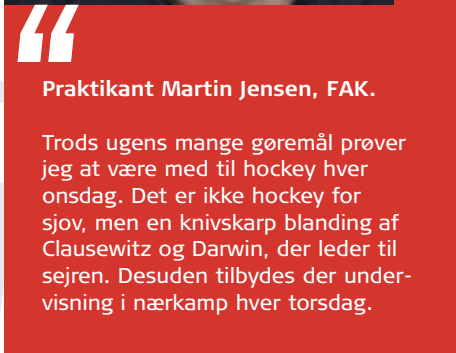 “
Praktikant Martin Jensen, FAK.
Trods ugens mange gøremål prøver
jeg at være med til hockey hver
onsdag. Det er ikke hockey for
sjov, men en knivskarp blanding af
Clausewitz og Darwin, der leder til
sejren. Desuden tilbydes der under-
visning i nærkamp hver torsdag.